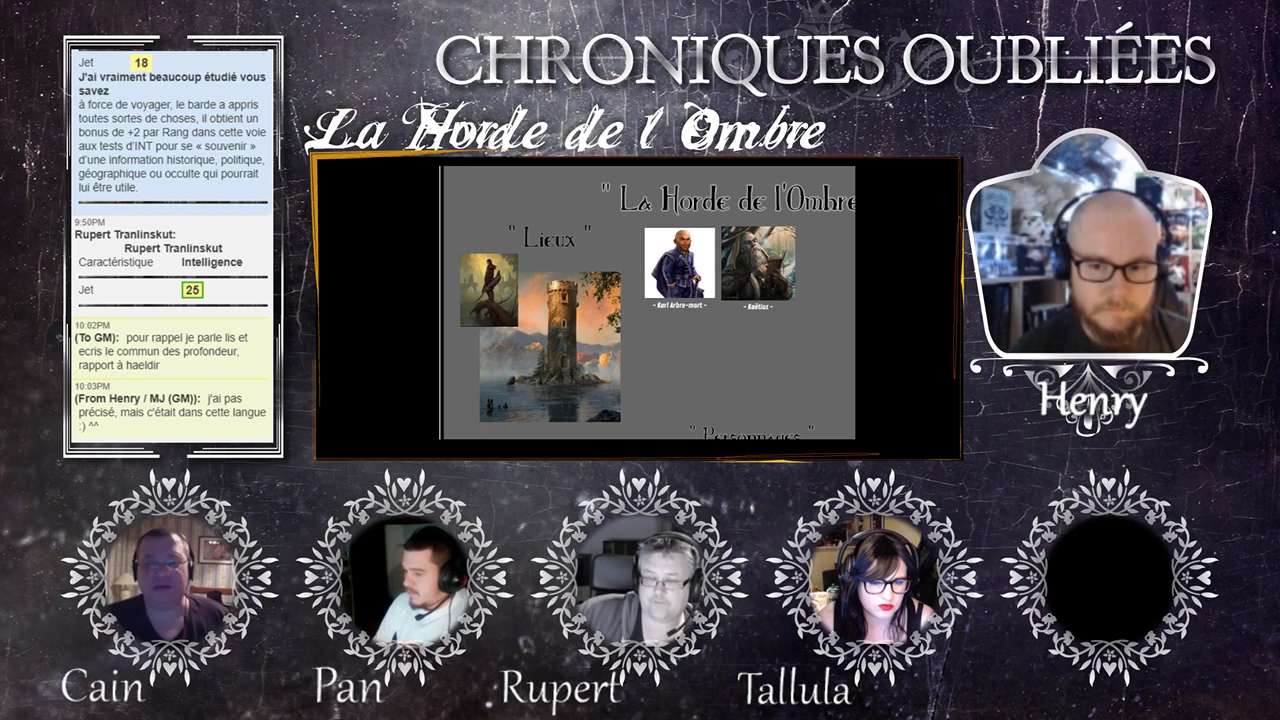 CHRONIQUES OUBLIÉES
La Horde de l'Ombre
Jet 18
J'ai vraiment beaucoup étudié vous
savez
à force de voyager, le barde a appris
toutes sortes de choses, il obtient un
bonus de +2 par Rang dans cette voie
aux tests d'INT pour se « souvenir »
d'une information historique, politique,
géographique ou occulte qui pourrait
lui être utile.
9:50PM
Rupert Tranlinskut:
Rupert Tranlinskut
Caractéristique Intelligence
Jet 25
10:02PM
(To GM): pour rappel je parle lis et
ecris le commun des profondeur,
rapport à haeldir
10:03PM
(From Henry / MJ (GM)): j'ai pas
précisé, mais c'était dans cette langue
:) ^^
" La Horde de l'Ombre
" Lieux "
- Karl Arbre-mort -
- Kaëlius -
" Personnages "
Henry
Cain
Pan
Rupert
Tallula